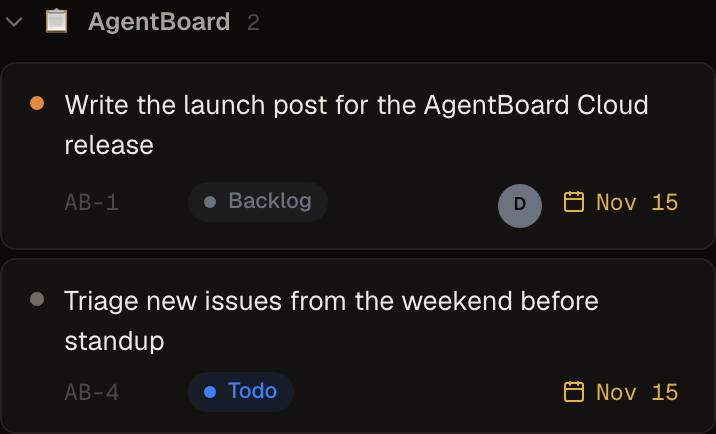 AgentBoard 2
Write the launch post for the AgentBoard Cloud
release
AB-1 Backlog D Nov 15
Triage new issues from the weekend before
standup
AB-4 Todo Nov 15